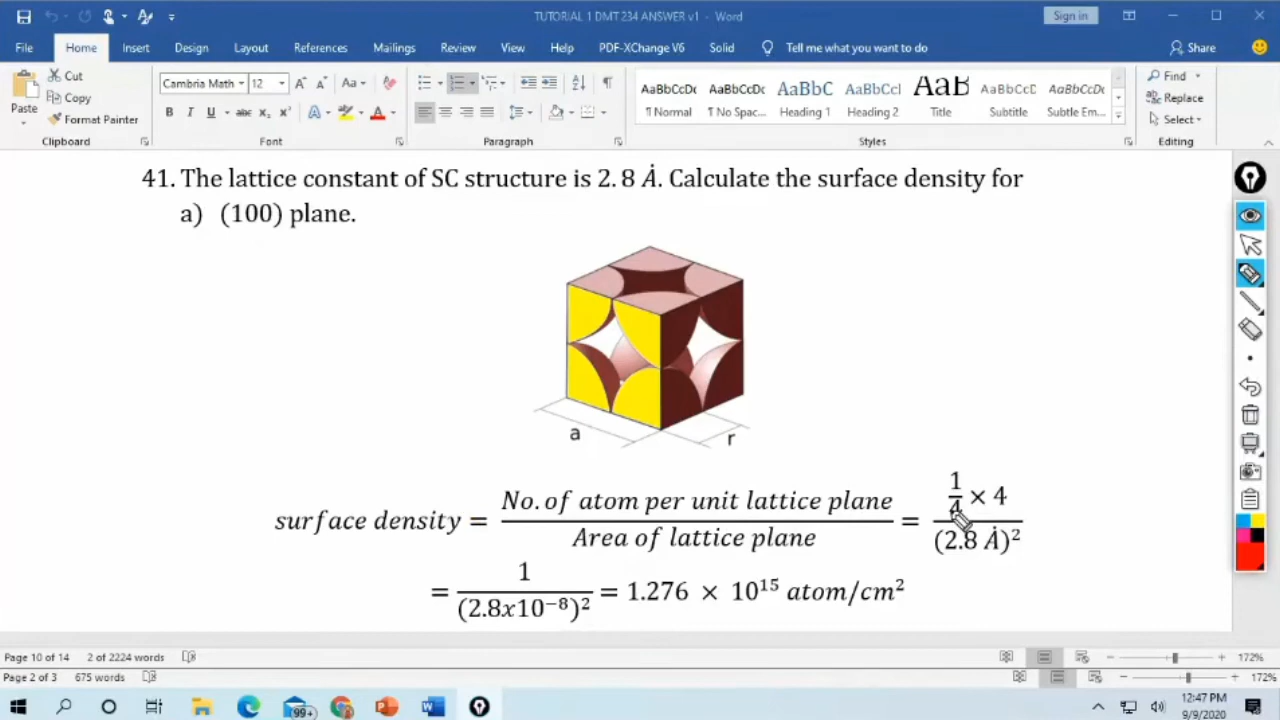 TUTORIAL 1 DMT 234 ANSWER v1 - Word
Sign in
File Home Insert Design Layout References Mailings Review View Help PDF-XChange V6 Solid Tell me what you want to do Share
Paste
Cut
Copy
Format Painter
Clipboard
Cambria Math 12
Aa
B I U abc x₂ x²
Font
Paragraph
AaBbCcDc AaBbCcDc AaBbC AaBbCcl AaB AaBbCcD AaBbCcDc
¶ Normal ¶ No Spac... Heading 1 Heading 2 Title Subtitle Subtle Em...
Styles
Find
Replace
Select
Editing
41. The lattice constant of SC structure is 2.8 Ȧ. Calculate the surface density for
a) (100) plane.
a
r
surface density = No. of atom per unit lattice plane / Area of lattice plane = 1/4 × 4 / (2.8 Ȧ)²
= 1 / (2.8x10⁻⁸)² = 1.276 × 10¹⁵ atom/cm²
Page 10 of 14 2 of 2224 words 172%
Page 2 of 3 675 words 172%
99+
12:47 PM
9/9/2020